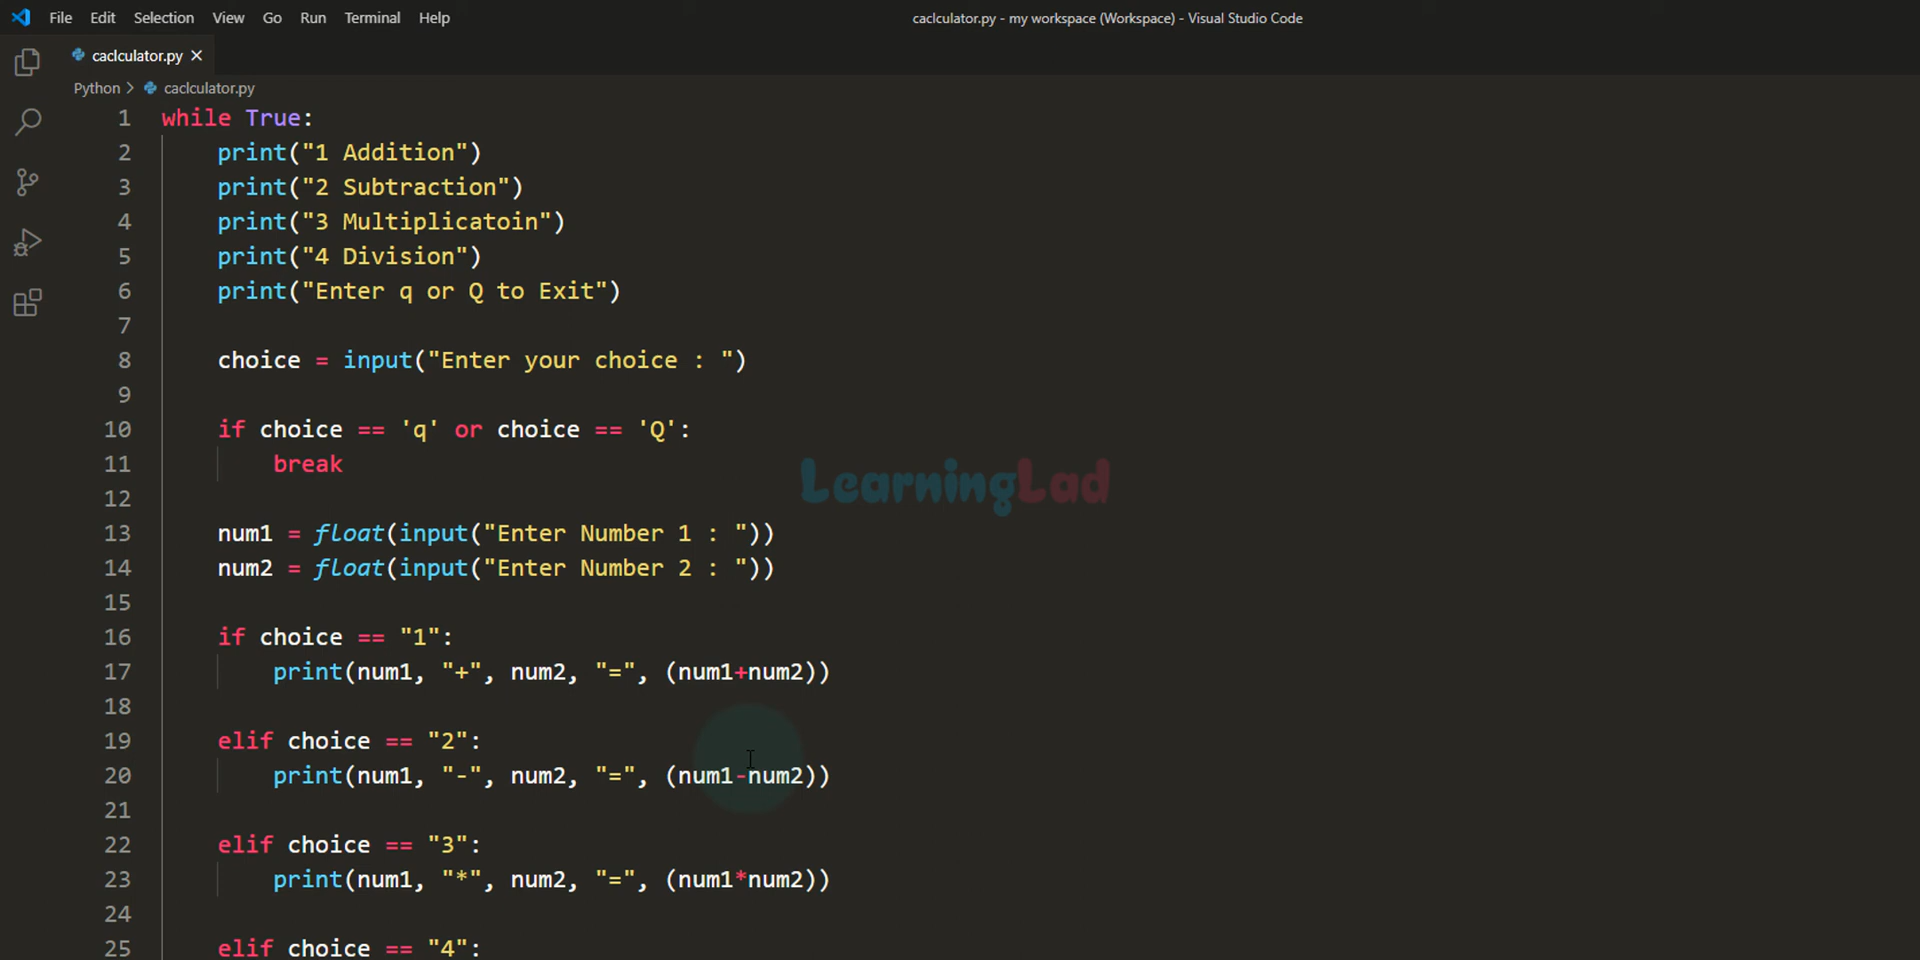 File Edit Selection View Go Run Terminal Help
caclculator.py - my workspace (Workspace) - Visual Studio Code
caclculator.py
Python > caclculator.py
1 while True:
2     print("1 Addition")
3     print("2 Subtraction")
4     print("3 Multiplicatoin")
5     print("4 Division")
6     print("Enter q or Q to Exit")
7
8     choice = input("Enter your choice : ")
9
10     if choice == 'q' or choice == 'Q':
11         break
12
LearningLad
13     num1 = float(input("Enter Number 1 : "))
14     num2 = float(input("Enter Number 2 : "))
15
16     if choice == "1":
17         print(num1, "+", num2, "=", (num1+num2))
18
19     elif choice == "2":
20         print(num1, "-", num2, "=", (num1-num2))
21
22     elif choice == "3":
23         print(num1, "*", num2, "=", (num1*num2))
24
25     elif choice == "4":